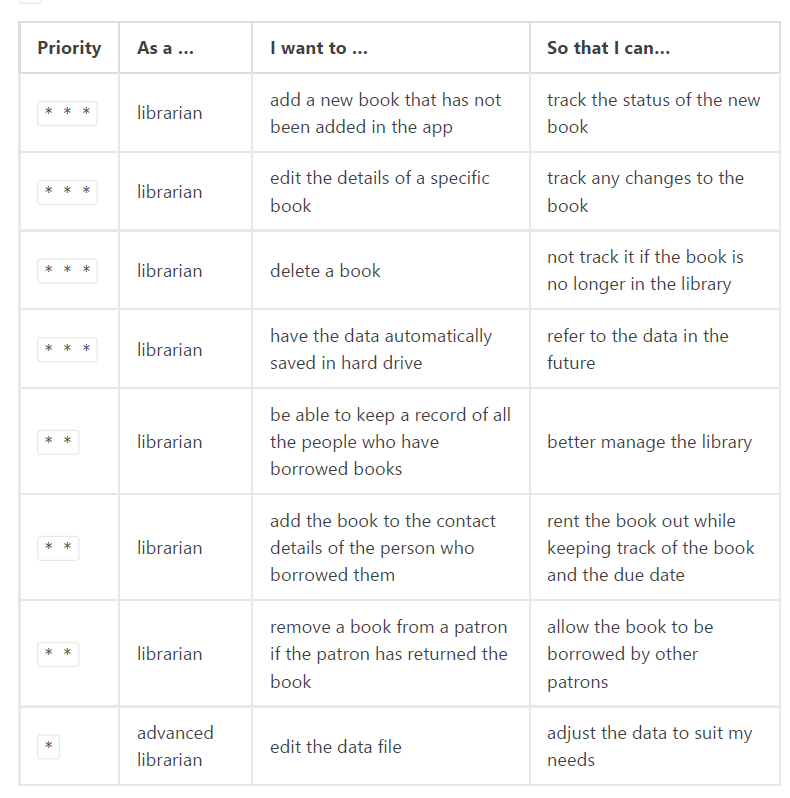 Priority As a ... I want to ... So that I can...
* * * librarian add a new book that has not been added in the app track the status of the new book
* * * librarian edit the details of a specific book track any changes to the book
* * * librarian delete a book not track it if the book is no longer in the library
* * * librarian have the data automatically saved in hard drive refer to the data in the future
* * librarian be able to keep a record of all the people who have borrowed books better manage the library
* * librarian add the book to the contact details of the person who borrowed them rent the book out while keeping track of the book and the due date
* * librarian remove a book from a patron if the patron has returned the book allow the book to be borrowed by other patrons
* advanced librarian edit the data file adjust the data to suit my needs